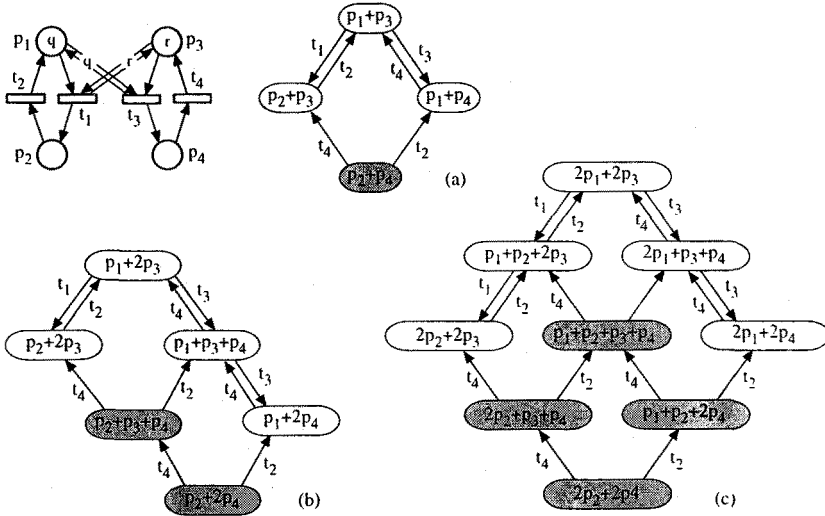 p1 q r p3
q r
t2 t4
t1 t3
p2 p4
p1+p3
t1 t2 t4 t3
p2+p3 p1+p4
t4 t2
p2+p4 (a)
p1+2p3
t1 t2 t4 t3
p2+2p3 p1+p3+p4
t4 t2 t4 t3
p2+p3+p4 p1+2p4
t4 t2
p2+2p4 (b)
2p1+2p3
t1 t2 t4 t3
p1+p2+2p3 2p1+p3+p4
t1 t2 t4 t4 t3
2p2+2p3 p1+p2+p3+p4 2p1+2p4
t4 t2 t4 t2
2p2+p3+p4 p1+p2+2p4
t4 t2
2p2+2p4 (c)